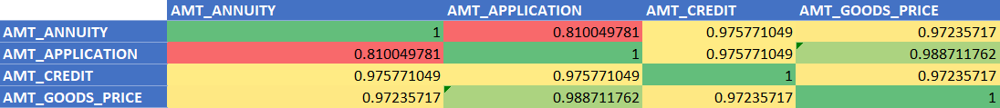 AMT_ANNUITY AMT_APPLICATION AMT_CREDIT AMT_GOODS_PRICE
AMT_ANNUITY 1 0.810049781 0.975771049 0.97235717
AMT_APPLICATION 0.810049781 1 0.975771049 0.988711762
AMT_CREDIT 0.975771049 0.975771049 1 0.97235717
AMT_GOODS_PRICE 0.97235717 0.988711762 0.97235717 1